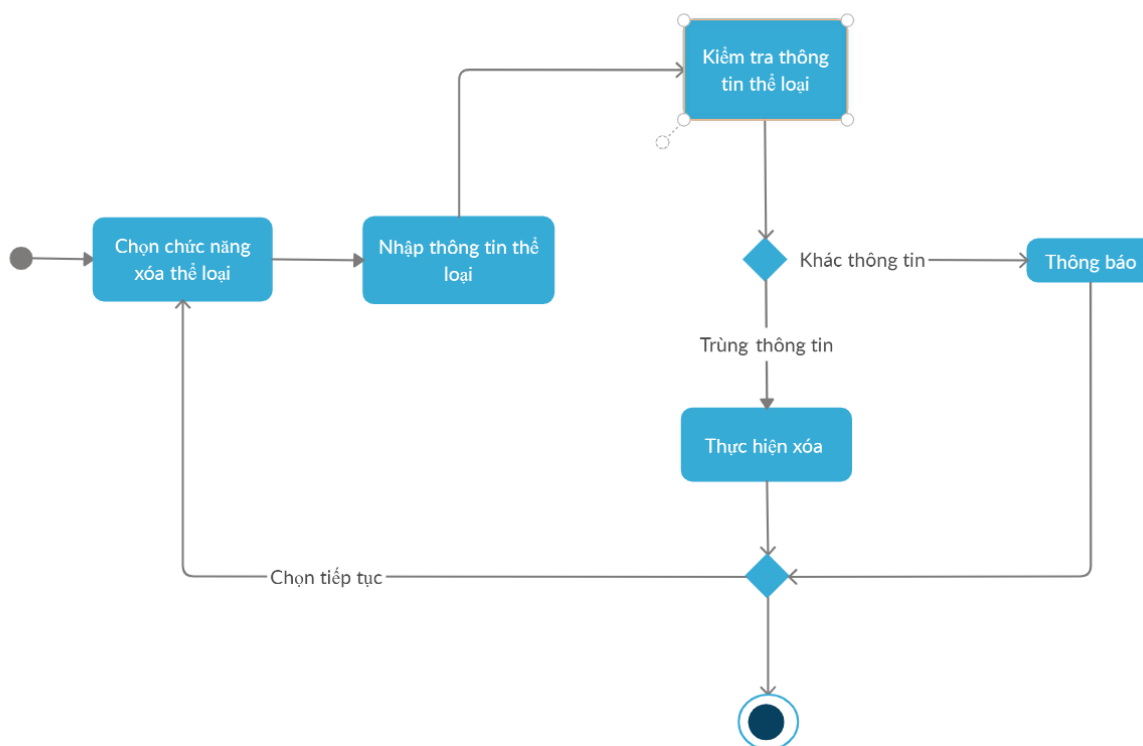 Kiểm tra thông
tin thể loại
Chọn chức năng
xóa thể loại
Nhập thông tin thể
loại
Khác thông tin
Thông báo
Trùng thông tin
Thực hiện xóa
Chọn tiếp tục